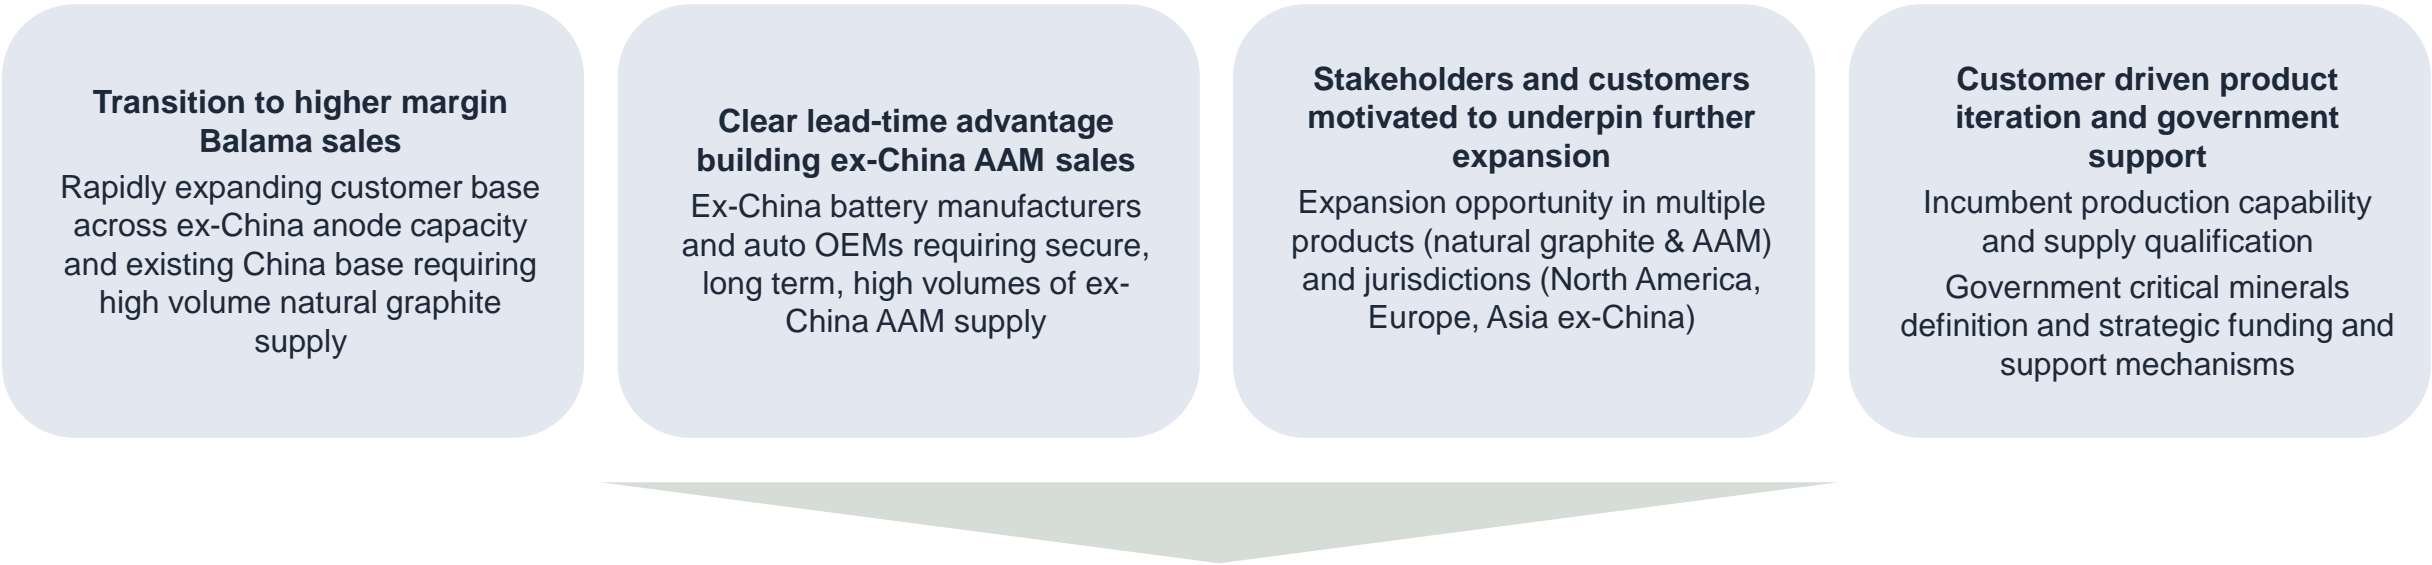 Transition to higher margin
Balama sales
Rapidly expanding customer base
across ex-China anode capacity
and existing China base requiring
high volume natural graphite
supply
Clear lead-time advantage
building ex-China AAM sales
Ex-China battery manufacturers
and auto OEMs requiring secure,
long term, high volumes of ex-
China AAM supply
Stakeholders and customers
motivated to underpin further
expansion
Expansion opportunity in multiple
products (natural graphite & AAM)
and jurisdictions (North America,
Europe, Asia ex-China)
Customer driven product
iteration and government
support
Incumbent production capability
and supply qualification
Government critical minerals
definition and strategic funding and
support mechanisms